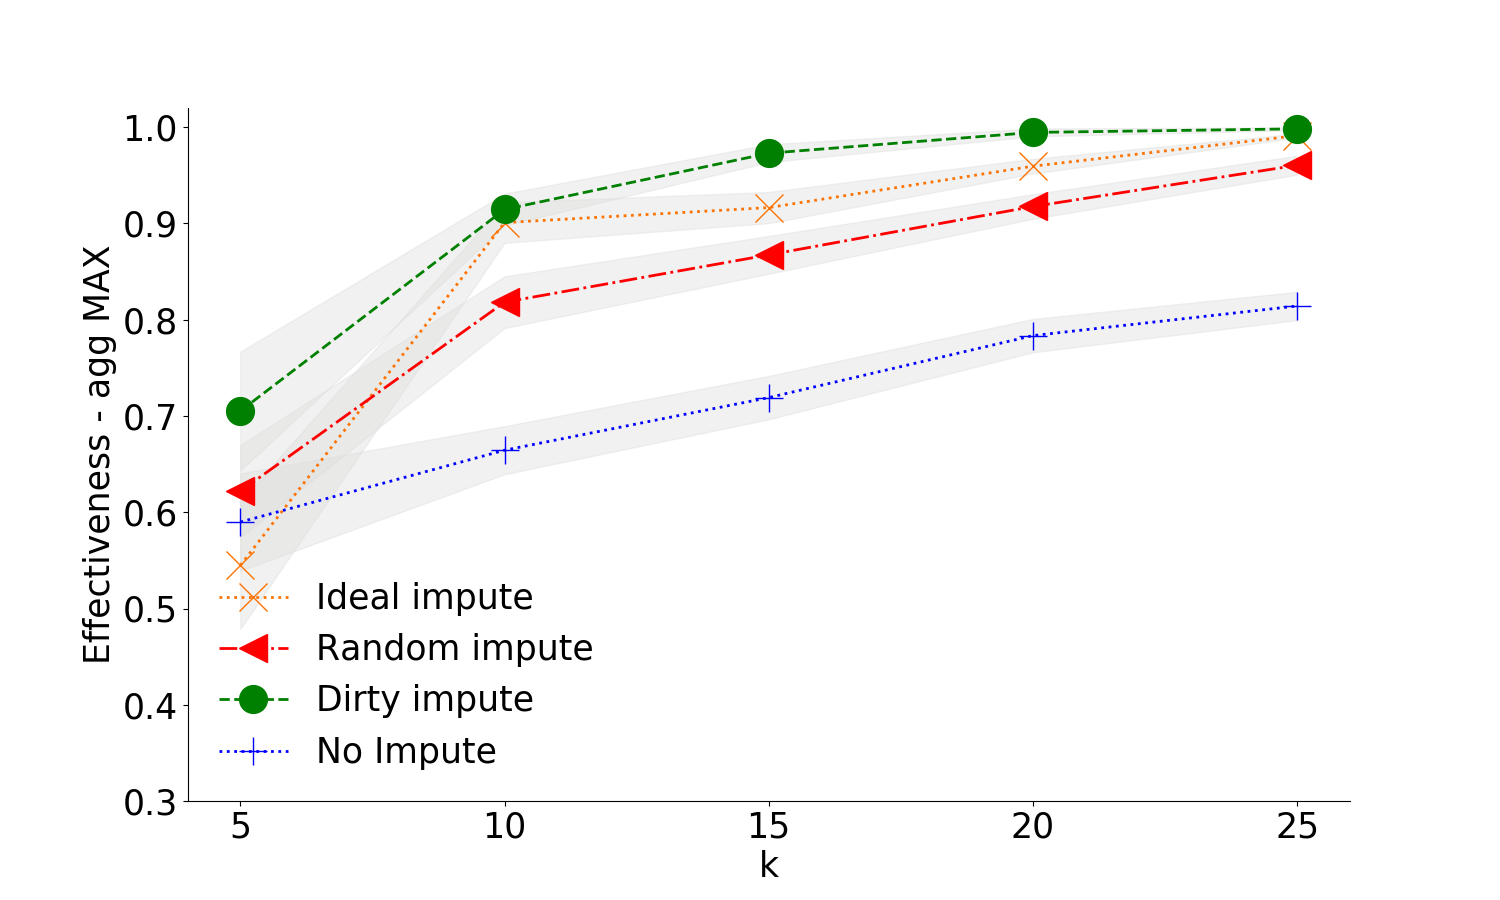 Effectiveness - agg MAX
1.0
0.9
0.8
0.7
0.6
0.5
0.4
0.3
Ideal impute
Random impute
Dirty impute
No Impute
5 10 15 20 25
k